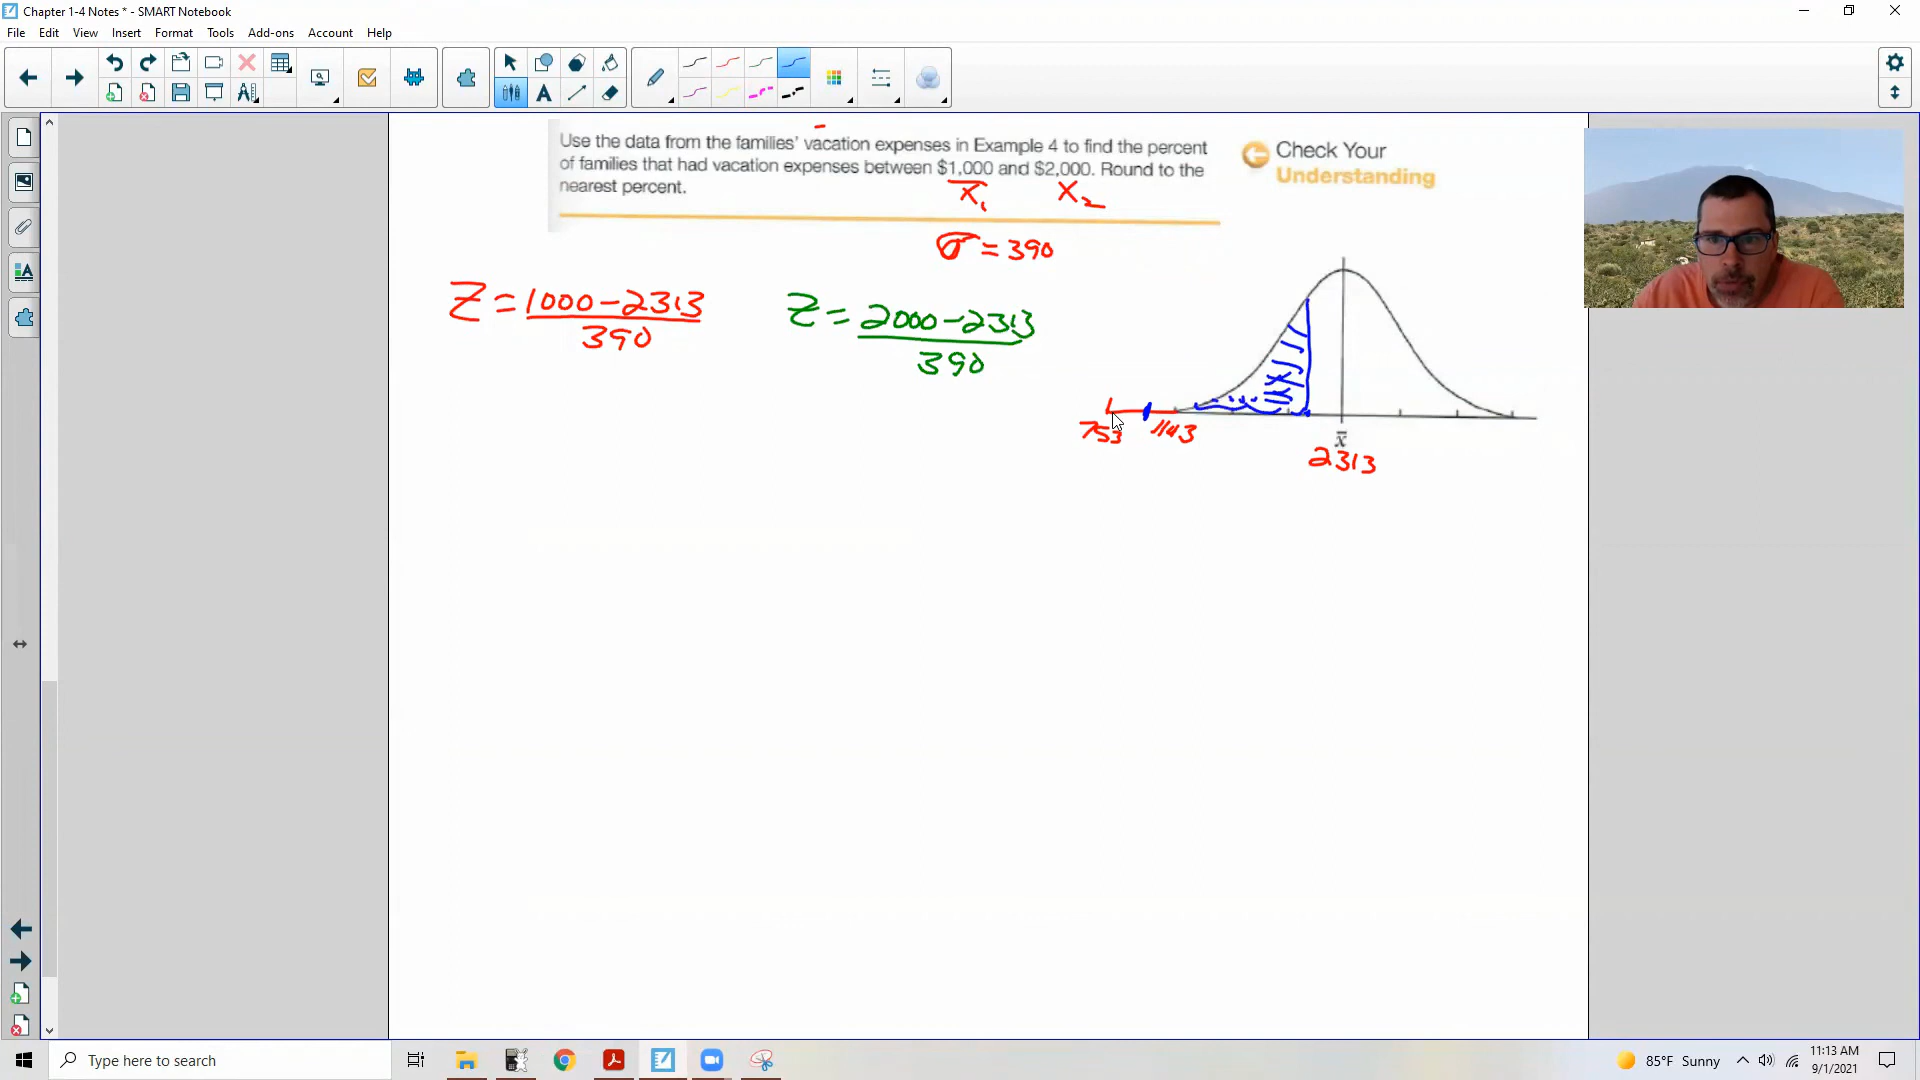 Chapter 1-4 Notes * - SMART Notebook
File Edit View Insert Format Tools Add-ons Account Help
Use the data from the families' vacation expenses in Example 4 to find the percent
of families that had vacation expenses between $1,000 and $2,000. Round to the
nearest percent.
Check Your
Understanding
X₁ X₂
σ = 390
Z = 1000 - 2313
390
Z = 2000 - 2313
390
753 1143
x̄
2313
Type here to search
85°F Sunny
11:13 AM
9/1/2021